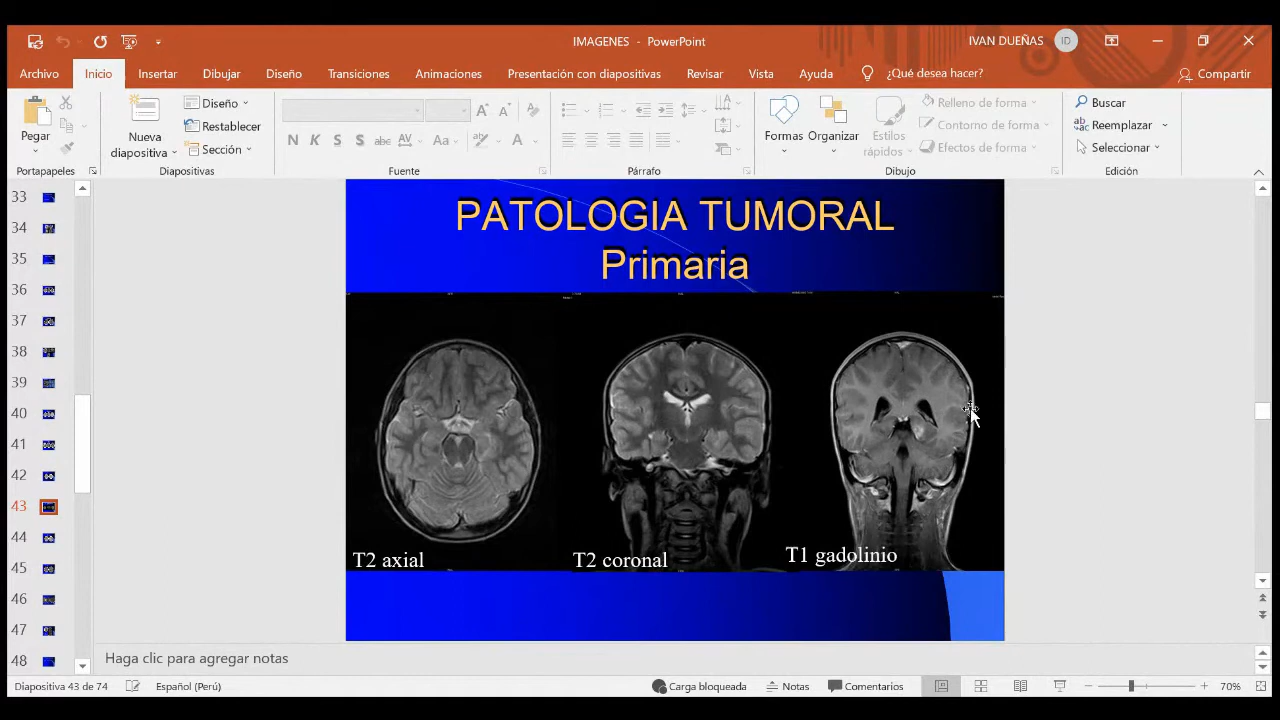 IMAGENES - PowerPoint
IVAN DUEÑAS ID
Archivo Inicio Insertar Dibujar Diseño Transiciones Animaciones Presentación con diapositivas Revisar Vista Ayuda ¿Qué desea hacer? Compartir
Pegar
Nueva diapositiva
Diseño
Restablecer
Sección
N K S S abc AV Aa A
Formas Organizar Estilos rápidos
Relleno de forma
Contorno de forma
Efectos de forma
Buscar
Reemplazar
Seleccionar
Portapapeles Diapositivas Fuente Párrafo Dibujo Edición
33
34
35
36
37
38
39
40
41
42
43
44
45
46
47
48
PATOLOGIA TUMORAL
Primaria
T2 axial T2 coronal T1 gadolinio
Haga clic para agregar notas
Diapositiva 43 de 74 Español (Perú) Carga bloqueada Notas Comentarios 70%